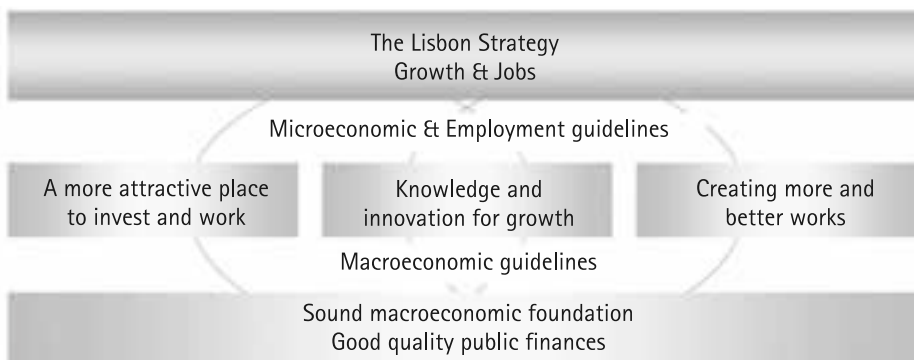 The Lisbon Strategy
Growth & Jobs
Microeconomic & Employment guidelines
A more attractive place
to invest and work
Knowledge and
innovation for growth
Creating more and
better works
Macroeconomic guidelines
Sound macroeconomic foundation
Good quality public finances